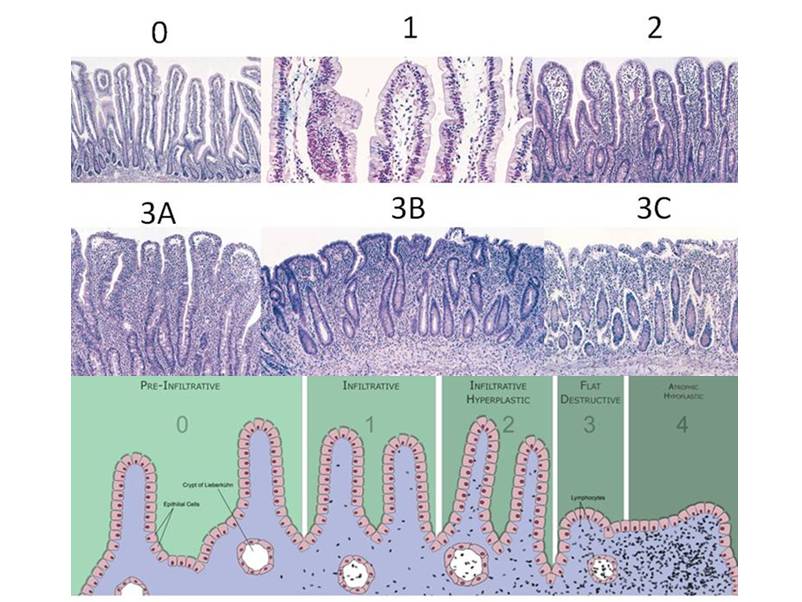 0
1
2
3A
3B
3C
Pre-Infiltrative
0
Infiltrative
1
Infiltrative
Hyperplastic
2
Flat
Destructive
3
Atrophic
Hypoplastic
4
Crypt of Lieberkühn
Epithilial Cells
Lymphocytes